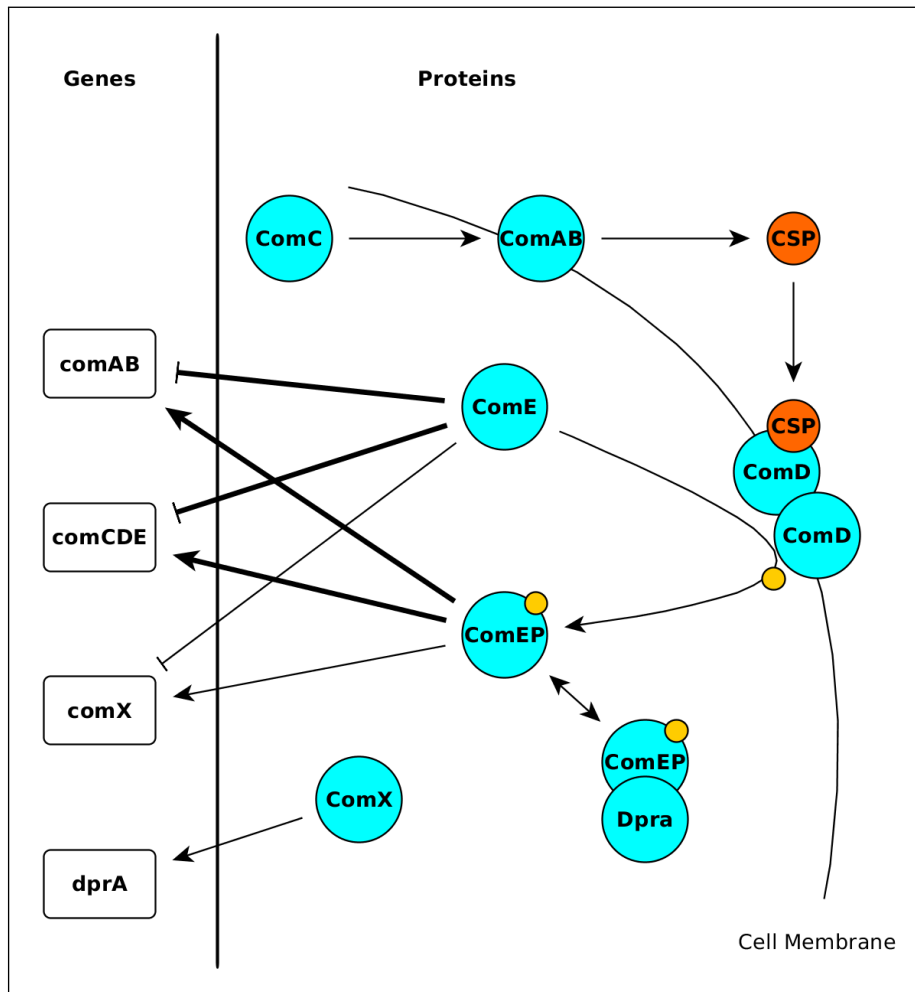 Genes
Proteins
ComC
ComAB
CSP
comAB
ComE
CSP
ComD
comCDE
ComD
ComEP
comX
ComEP
ComX
Dpra
dprA
Cell Membrane